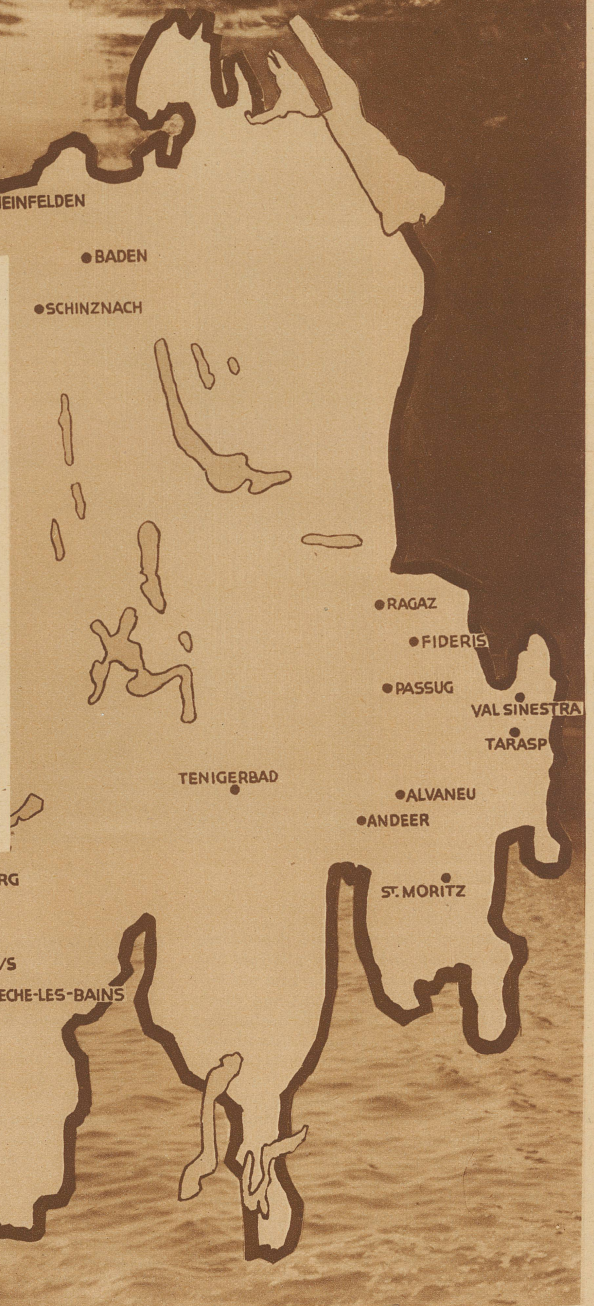 EINFELDEN
BADEN
SCHINZNACH
RAGAZ
FIDERIS
PASSUG
VAL SINESTRA
TARASP
TENIGERBAD
ALVANEU
ANDEER
RG
ST. MORITZ
/S
ECHE-LES-BAINS